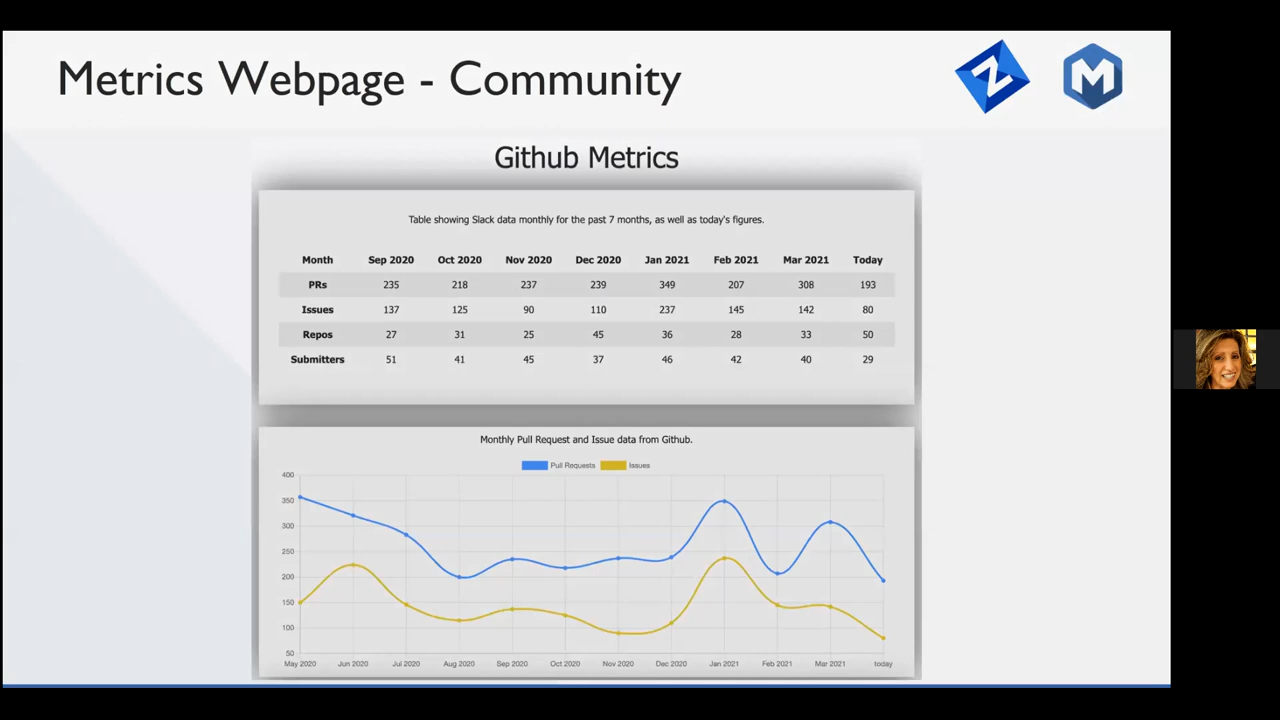 Metrics Webpage - Community
Z
M
Github Metrics
Table showing Slack data monthly for the past 7 months, as well as today's figures.
Month Sep 2020 Oct 2020 Nov 2020 Dec 2020 Jan 2021 Feb 2021 Mar 2021 Today
PRs 235 218 237 239 349 207 308 193
Issues 137 125 90 110 237 145 142 80
Repos 27 31 25 45 36 28 33 50
Submitters 51 41 45 37 46 42 40 29
Monthly Pull Request and Issue data from Github.
Pull Requests Issues
400
350
300
250
200
150
100
50
May 2020 Jun 2020 Jul 2020 Aug 2020 Sep 2020 Oct 2020 Nov 2020 Dec 2020 Jan 2021 Feb 2021 Mar 2021 today